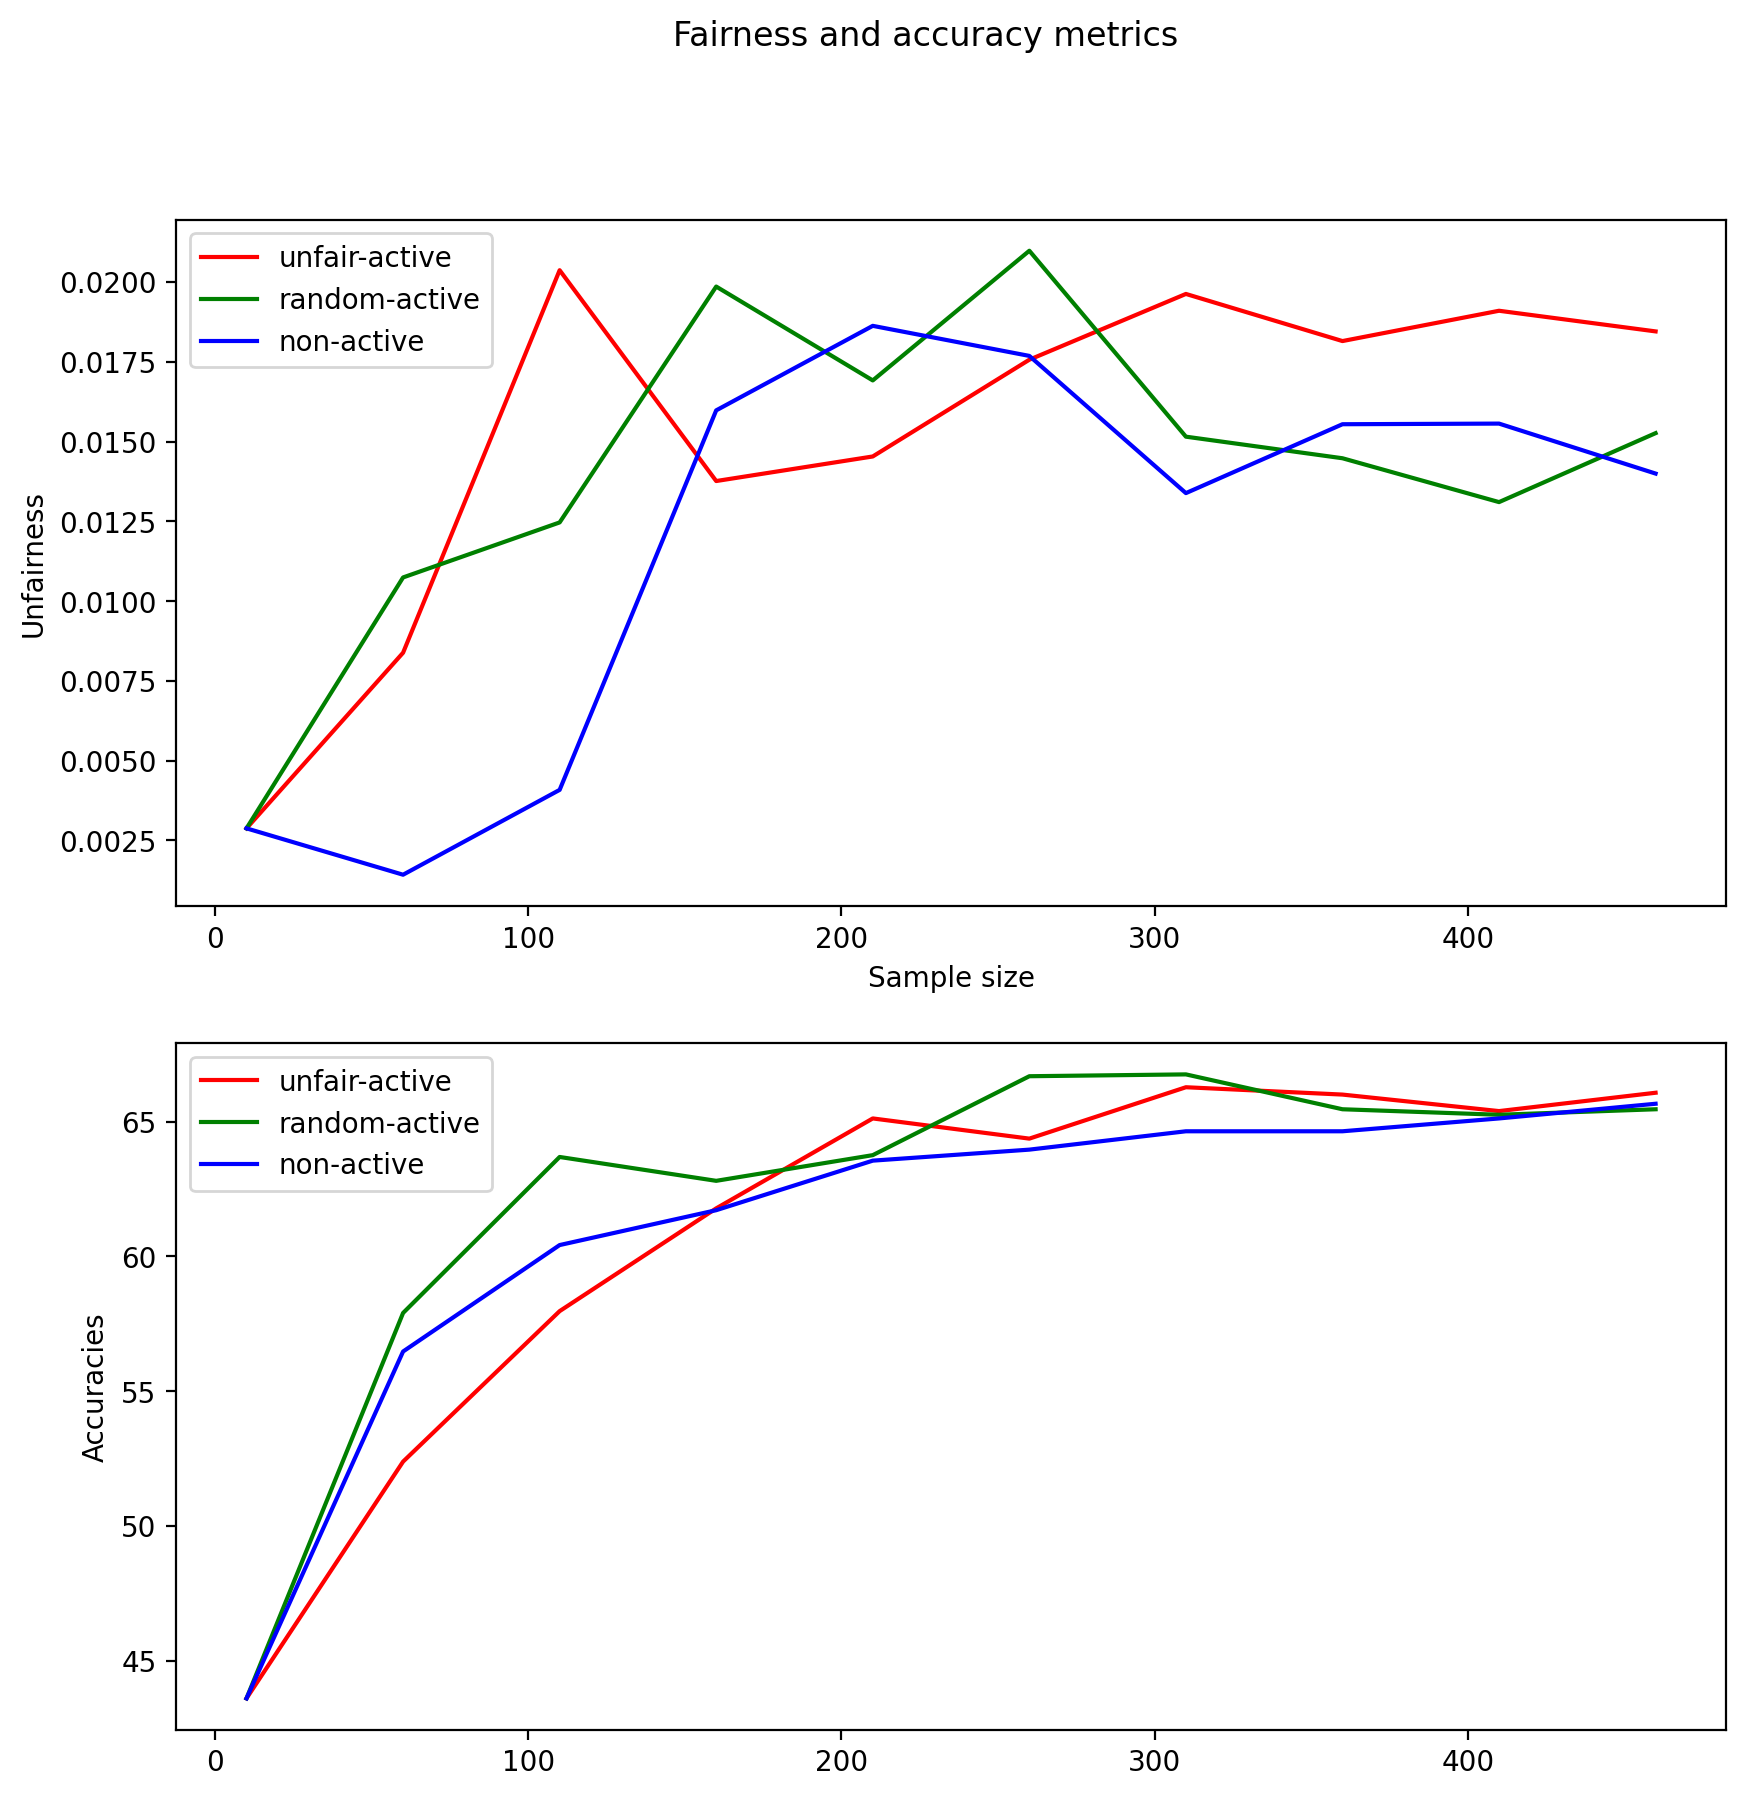 Fairness and accuracy metrics
unfair-active
random-active
non-active
0.0200
0.0175
0.0150
0.0125
0.0100
0.0075
0.0050
0.0025
Unfairness
0 100 200 300 400
Sample size
unfair-active
random-active
non-active
65
60
55
50
45
Accuracies
0 100 200 300 400